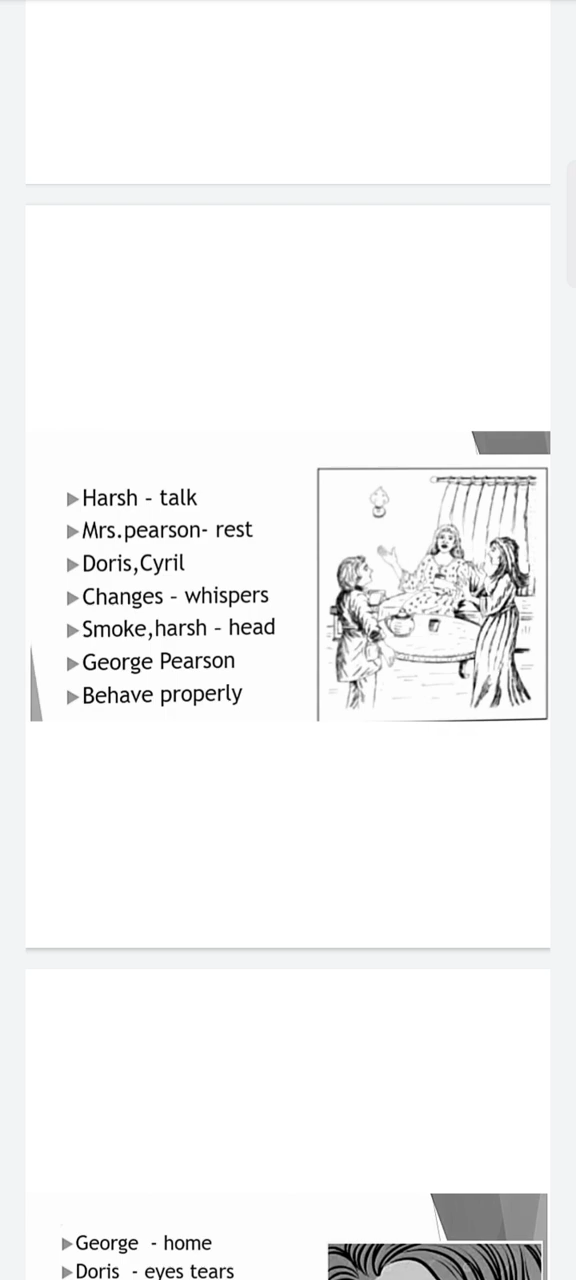 Harsh - talk
Mrs.pearson- rest
Doris,Cyril
Changes - whispers
Smoke,harsh - head
George Pearson
Behave properly
George - home
Doris - eyes tears